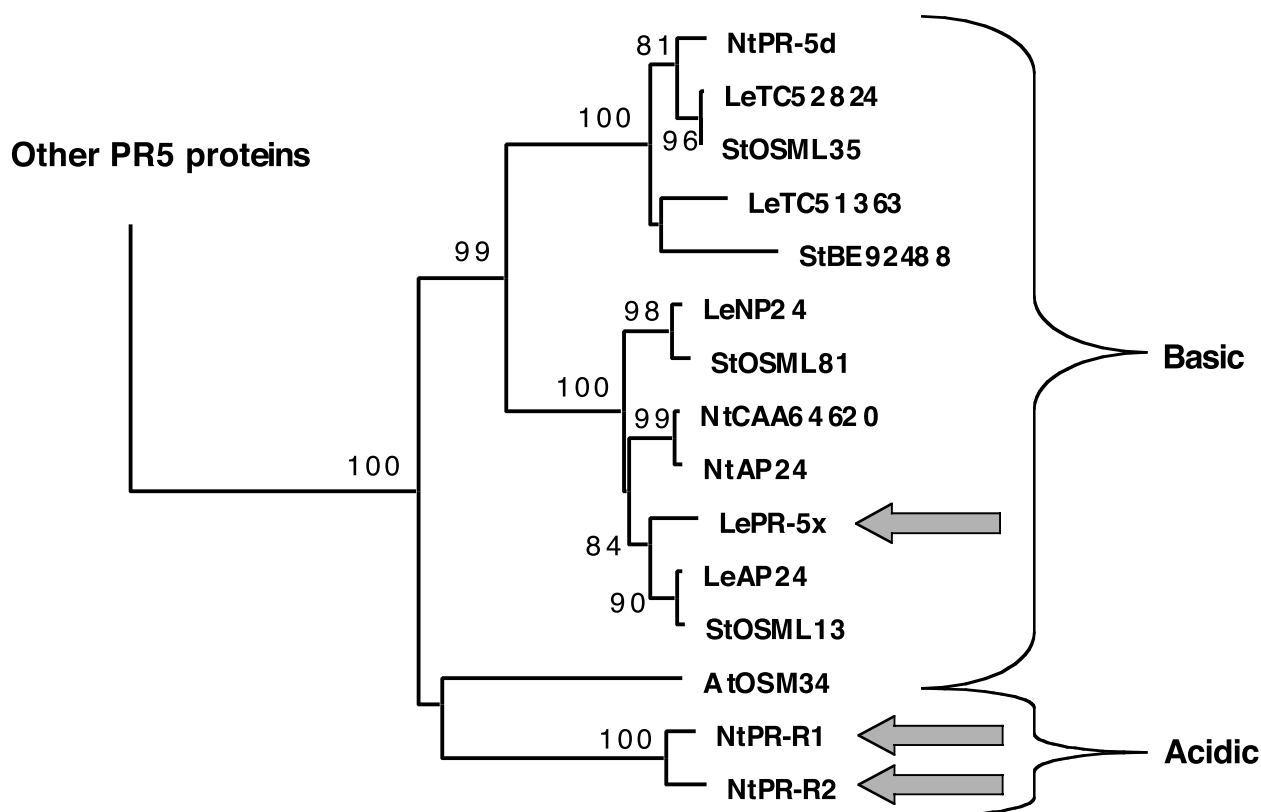 81
NtPR-5d
LeTC52824
100
96
StOSML35
Other PR5 proteins
LeTC51363
99
StBE92488
98
LeNP24
StOSML81
Basic
100
99
NtCAA64620
100
NtAP24
LePR-5x
84
LeAP24
90
StOSML13
AtOSM34
100
NtPR-R1
Acidic
NtPR-R2